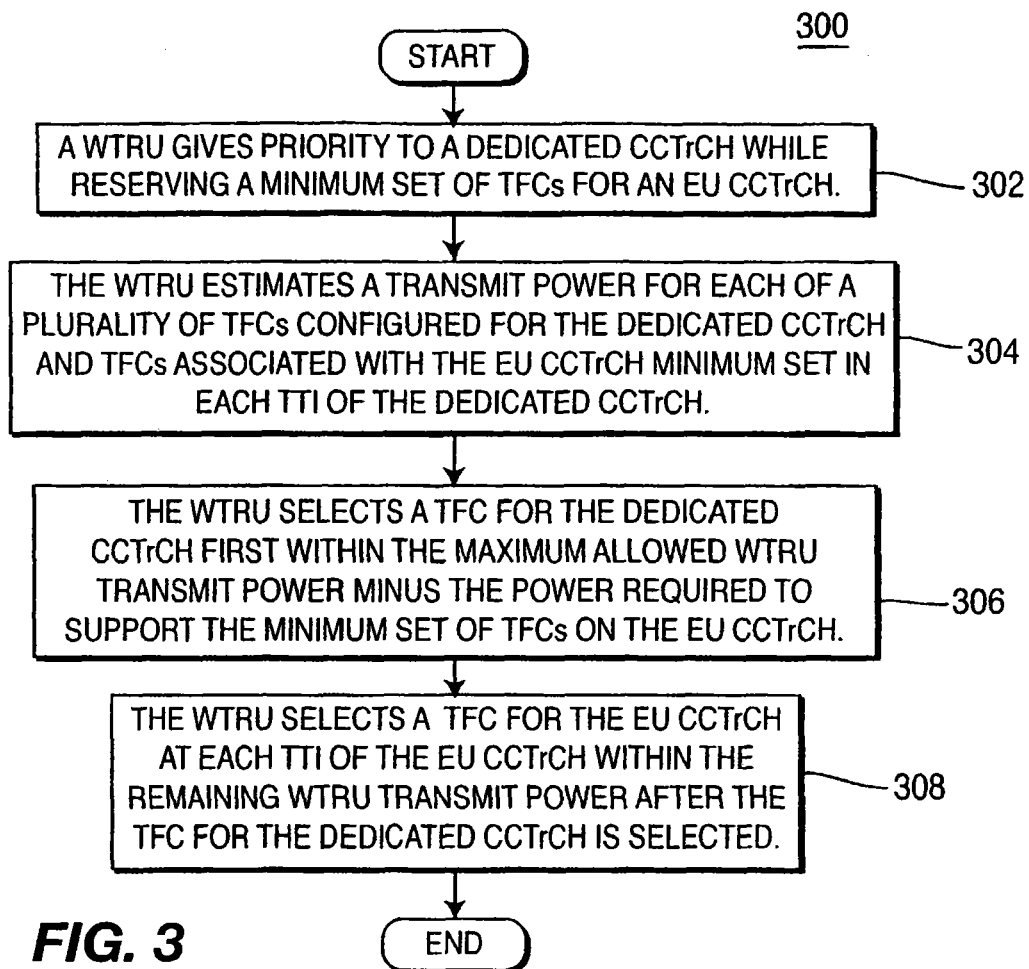 300
START
A WTRU GIVES PRIORITY TO A DEDICATED CCTrCH WHILE
RESERVING A MINIMUM SET OF TFCs FOR AN EU CCTrCH.
302
THE WTRU ESTIMATES A TRANSMIT POWER FOR EACH OF A
PLURALITY OF TFCs CONFIGURED FOR THE DEDICATED CCTrCH
AND TFCs ASSOCIATED WITH THE EU CCTrCH MINIMUM SET IN
EACH TTI OF THE DEDICATED CCTrCH.
304
THE WTRU SELECTS A TFC FOR THE DEDICATED
CCTrCH FIRST WITHIN THE MAXIMUM ALLOWED WTRU
TRANSMIT POWER MINUS THE POWER REQUIRED TO
SUPPORT THE MINIMUM SET OF TFCs ON THE EU CCTrCH.
306
THE WTRU SELECTS A TFC FOR THE EU CCTrCH
AT EACH TTI OF THE EU CCTrCH WITHIN THE
REMAINING WTRU TRANSMIT POWER AFTER THE
TFC FOR THE DEDICATED CCTrCH IS SELECTED.
308
END
FIG. 3